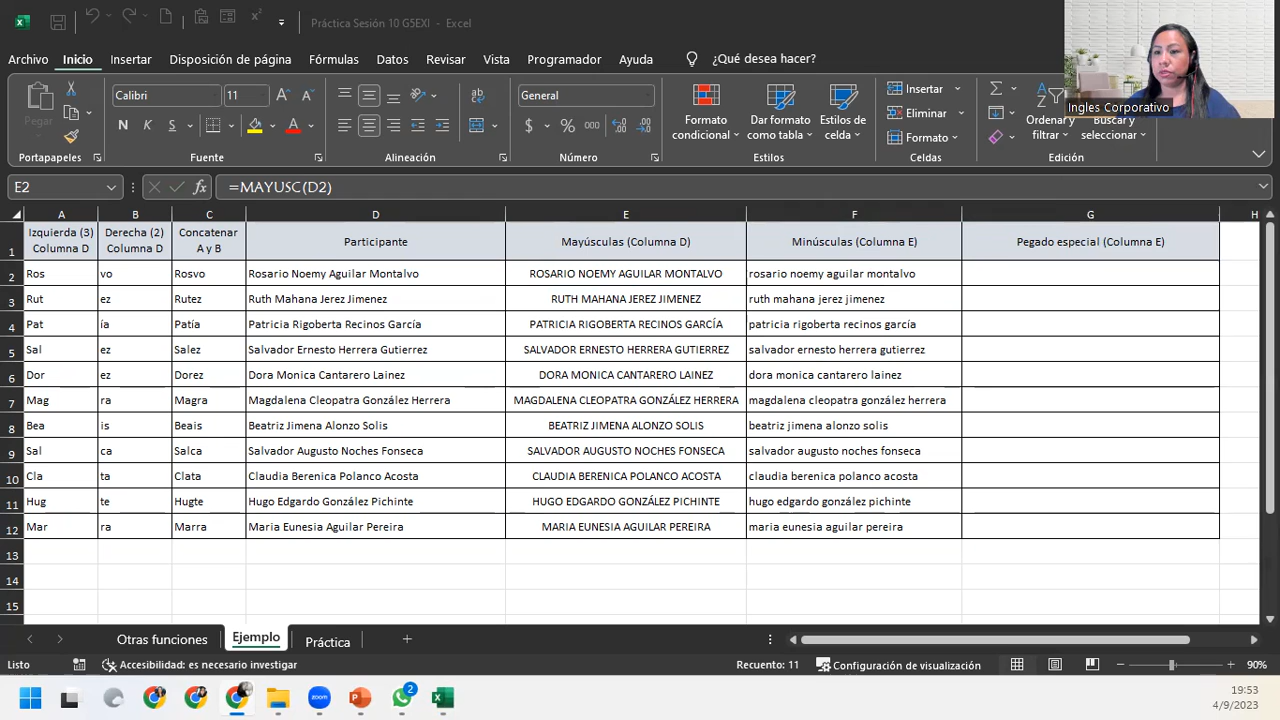 Práctica Sesión 10 G5EXI - Excel
Archivo Inicio Insertar Disposición de página Fórmulas Datos Revisar Vista Programador Ayuda ¿Qué desea hacer?
Ingles Corporativo
Pegar
Calibri 11
N K S
ab
General
$ % 000
Formato condicional
Dar formato como tabla
Estilos de celda
Insertar
Eliminar
Formato
Ordenar y filtrar
Buscar y seleccionar
Portapapeles Fuente Alineación Número Estilos Celdas Edición
E2 fx =MAYUSC(D2)
A B C D E F G H
1 Izquierda (3) Columna D Derecha (2) Columna D Concatenar A y B Participante Mayúsculas (Columna D) Minúsculas (Columna E) Pegado especial (Columna E)
2 Ros vo Rosvo Rosario Noemy Aguilar Montalvo ROSARIO NOEMY AGUILAR MONTALVO rosario noemy aguilar montalvo
3 Rut ez Rutez Ruth Mahana Jerez Jimenez RUTH MAHANA JEREZ JIMENEZ ruth mahana jerez jimenez
4 Pat ía Patía Patricia Rigoberta Recinos García PATRICIA RIGOBERTA RECINOS GARCÍA patricia rigoberta recinos garcía
5 Sal ez Salez Salvador Ernesto Herrera Gutierrez SALVADOR ERNESTO HERRERA GUTIERREZ salvador ernesto herrera gutierrez
6 Dor ez Dorez Dora Monica Cantarero Lainez DORA MONICA CANTARERO LAINEZ dora monica cantarero lainez
7 Mag ra Magra Magdalena Cleopatra González Herrera MAGDALENA CLEOPATRA GONZÁLEZ HERRERA magdalena cleopatra gonzález herrera
8 Bea is Beais Beatriz Jimena Alonzo Solis BEATRIZ JIMENA ALONZO SOLIS beatriz jimena alonzo solis
9 Sal ca Salca Salvador Augusto Noches Fonseca SALVADOR AUGUSTO NOCHES FONSECA salvador augusto noches fonseca
10 Cla ta Clata Claudia Berenica Polanco Acosta CLAUDIA BERENICA POLANCO ACOSTA claudia berenica polanco acosta
11 Hug te Hugte Hugo Edgardo González Pichinte HUGO EDGARDO GONZÁLEZ PICHINTE hugo edgardo gonzález pichinte
12 Mar ra Marra Maria Eunesia Aguilar Pereira MARIA EUNESIA AGUILAR PEREIRA maria eunesia aguilar pereira
13
14
15
Otras funciones Ejemplo Práctica
Listo Accesibilidad: es necesario investigar Recuento: 11 Configuración de visualización 90%
zoom 2
19:53
4/9/2023